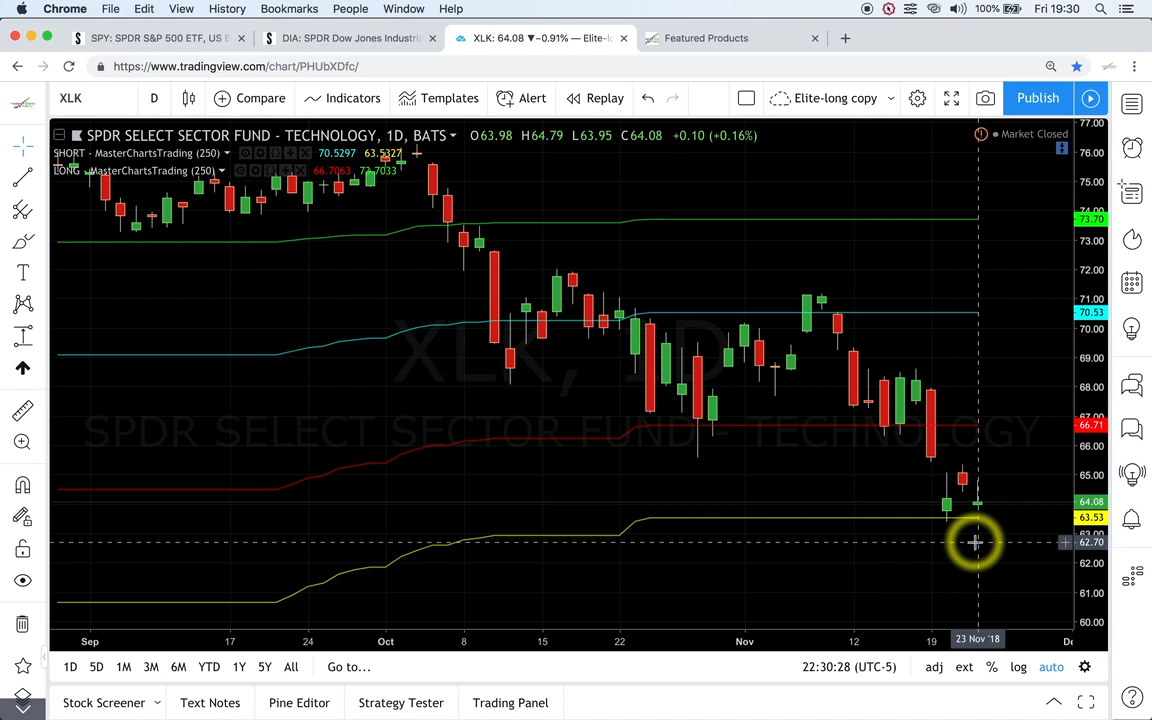 Chrome File Edit View History Bookmarks People Window Help 100% Fri 19:30
SPY: SPDR S&P 500 ETF, US E DIA: SPDR Dow Jones Industria XLK: 64.08 ▼−0.91% — Elite-lo Featured Products
https://www.tradingview.com/chart/PHUbXDfc/
XLK D Compare Indicators Templates Alert Replay Elite-long copy Publish
SPDR SELECT SECTOR FUND - TECHNOLOGY, 1D, BATS O63.98 H64.79 L63.95 C64.08 +0.10 (+0.16%) Market Closed
SHORT - MasterChartsTrading (250) 70.5297 63.5327
LONG - MasterChartsTrading (250) 66.7063 73.7033
77.00
76.00
75.00
74.00
73.70
73.00
72.00
71.00
70.53
70.00
69.00
68.00
67.00
66.71
66.00
65.00
64.08
63.53
63.00
62.70
62.00
61.00
60.00
XLK, 1D
SPDR SELECT SECTOR FUND - TECHNOLOGY
Sep 17 24 Oct 8 15 22 Nov 12 19 23 Nov '18 De
1D 5D 1M 3M 6M YTD 1Y 5Y All Go to... 22:30:28 (UTC-5) adj ext % log auto
Stock Screener Text Notes Pine Editor Strategy Tester Trading Panel